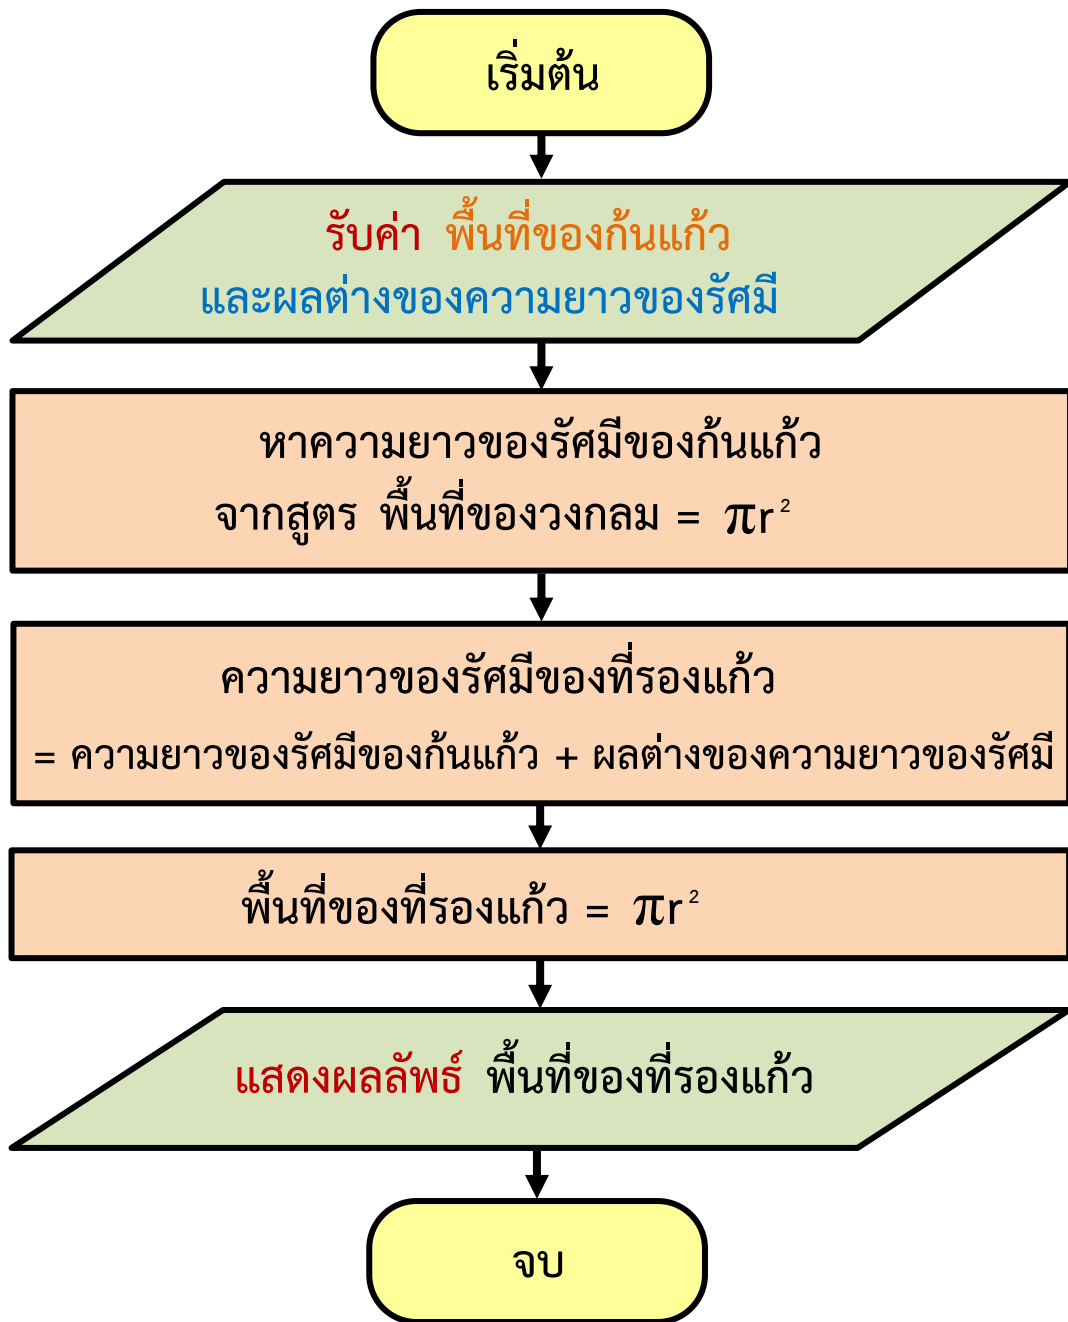 เริ่มต้น
รับค่า พื้นที่ของก้นแก้ว
และผลต่างของความยาวของรัศมี
หาความยาวของรัศมีของก้นแก้ว
จากสูตร พื้นที่ของวงกลม = πr²
ความยาวของรัศมีของที่รองแก้ว
= ความยาวของรัศมีของก้นแก้ว + ผลต่างของความยาวของรัศมี
พื้นที่ของที่รองแก้ว = πr²
แสดงผลลัพธ์ พื้นที่ของที่รองแก้ว
จบ